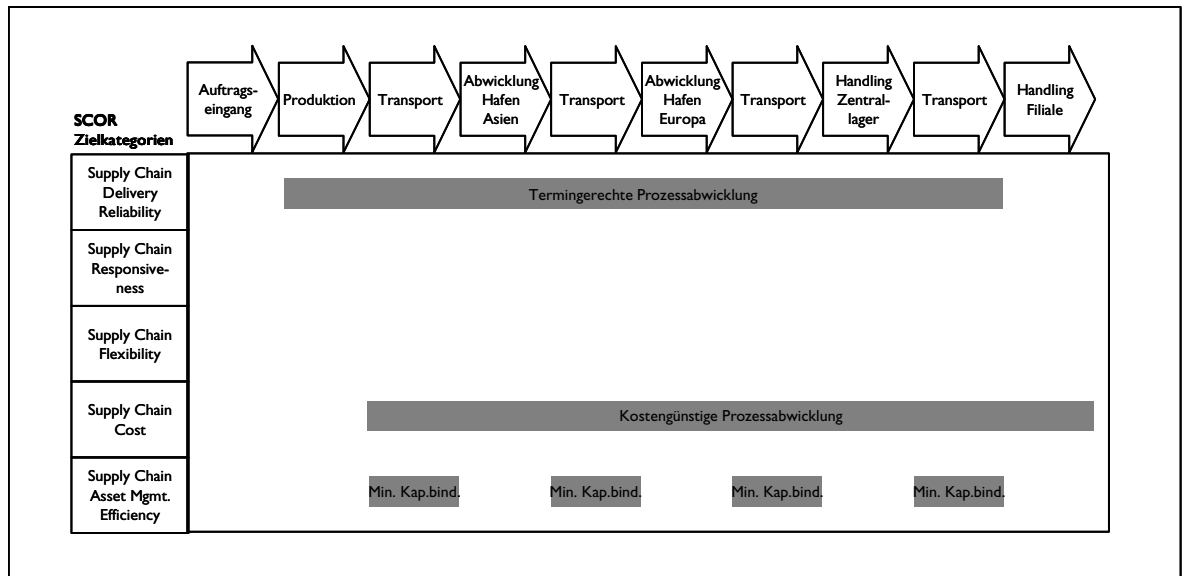 Auftrags-
eingang
Produktion
Transport
Abwicklung
Hafen
Asien
Transport
Abwicklung
Hafen
Europa
Transport
Handling
Zentral-
lager
Transport
Handling
Filiale
SCOR
Zielkategorien
Supply Chain
Delivery
Reliability
Termingerechte Prozessabwicklung
Supply Chain
Responsive-
ness
Supply Chain
Flexibility
Supply Chain
Cost
Kostengünstige Prozessabwicklung
Supply Chain
Asset Mgmt.
Efficiency
Min. Kap.bind.
Min. Kap.bind.
Min. Kap.bind.
Min. Kap.bind.